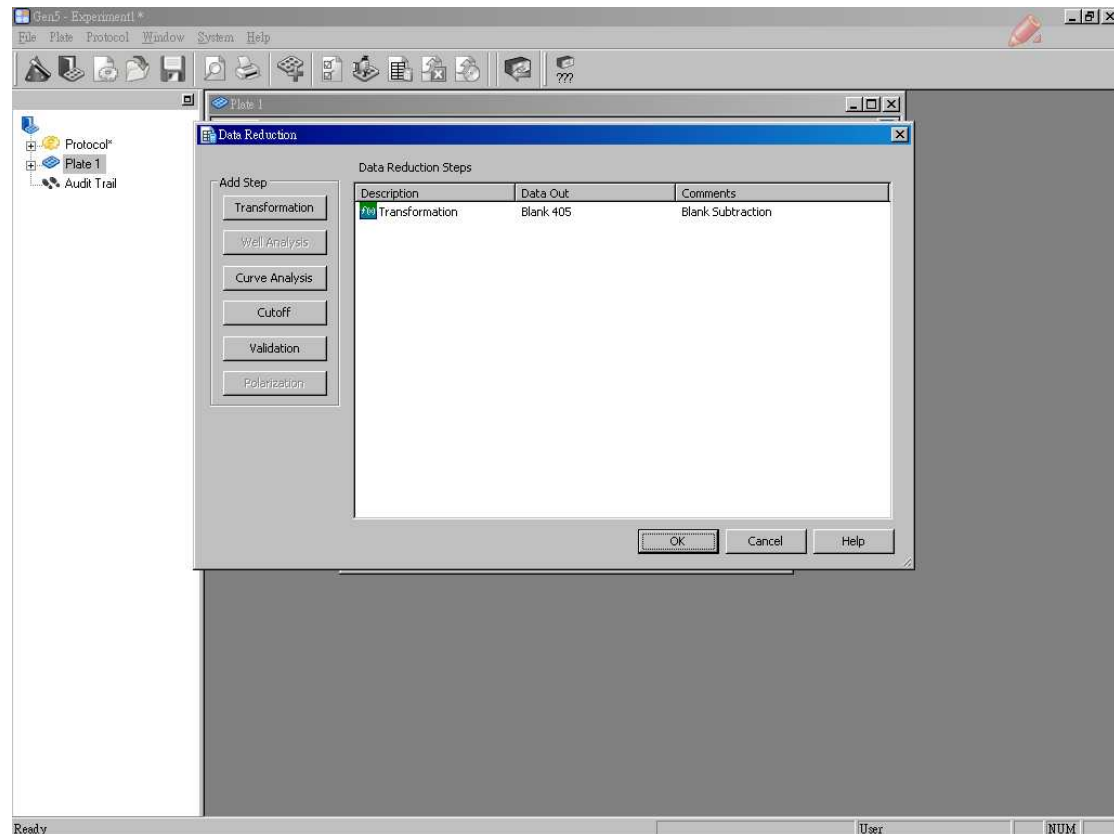 Gen5 - Experiment1 *
File Plate Protocol Window System Help
???
Plate 1
Protocol*
Plate 1
Audit Trail
Data Reduction
Add Step
Transformation
Well Analysis
Curve Analysis
Cutoff
Validation
Polarization
Data Reduction Steps
Description Data Out Comments
f(x) Transformation Blank 405 Blank Subtraction
OK Cancel Help
Ready User NUM